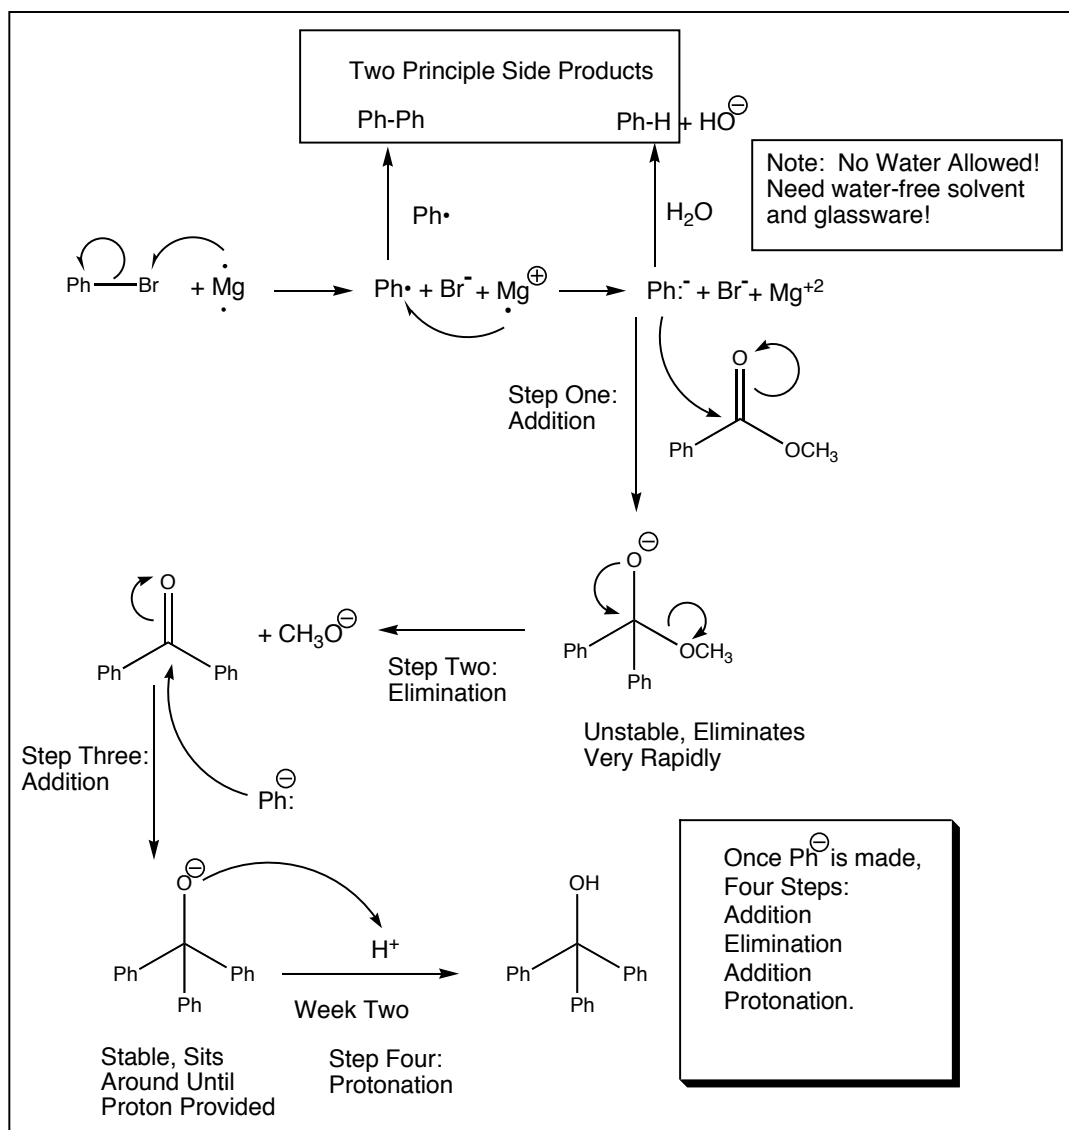 Two Principle Side Products
Ph-Ph
Ph-H + HO⊖
Note: No Water Allowed!
Need water-free solvent
and glassware!
Ph•
H₂O
Ph—Br + Mg
Ph• + Br⁻ + Mg⊕
Ph:⁻ + Br⁻ + Mg⁺²
Step One:
Addition
O
Ph
OCH₃
O⊖
Ph
OCH₃
Ph
Unstable, Eliminates
Very Rapidly
Step Two:
Elimination
O
Ph Ph
+ CH₃O⊖
Step Three:
Addition
Ph:⊖
O⊖
Ph Ph
Ph
Stable, Sits
Around Until
Proton Provided
H⁺
Week Two
Step Four:
Protonation
OH
Ph Ph
Ph
Once Ph⊖ is made,
Four Steps:
Addition
Elimination
Addition
Protonation.